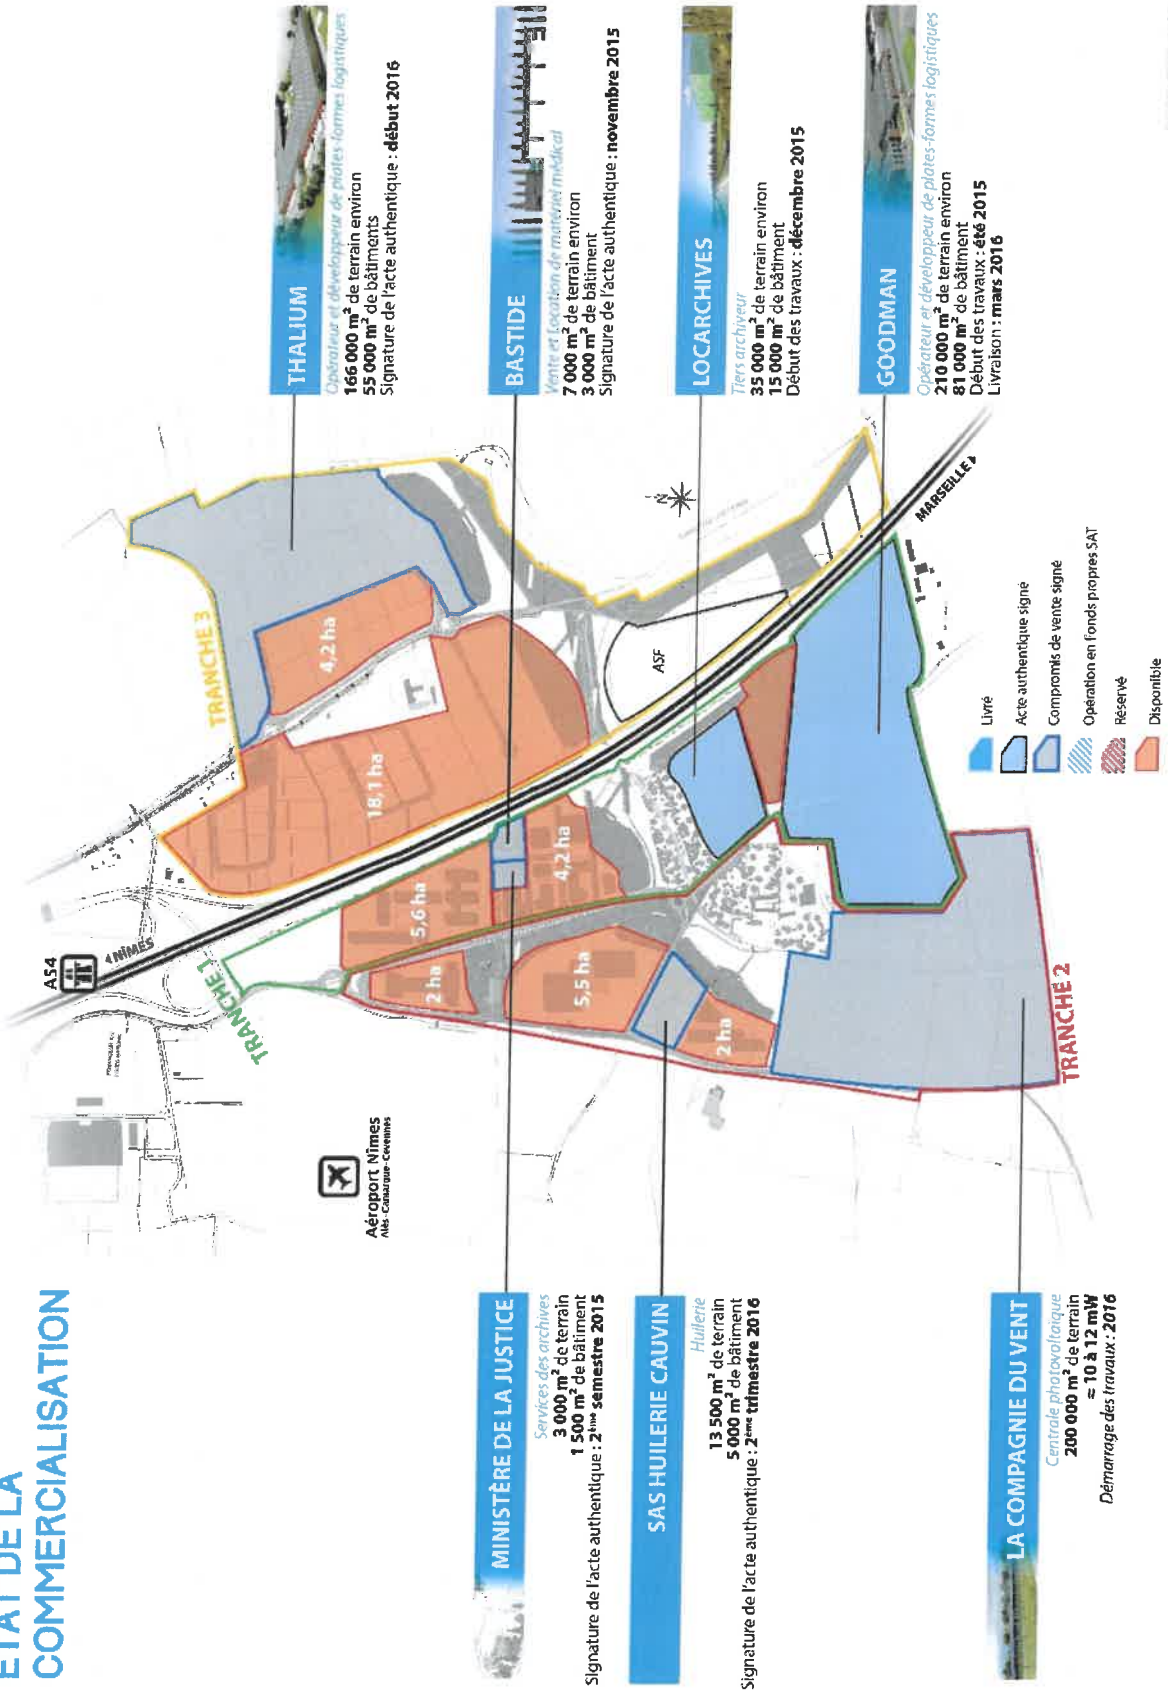 ETAT DE LA
COMMERCIALISATION
MINISTÈRE DE LA JUSTICE
Services des archives
3 000 m² de terrain
1 500 m² de bâtiment
Signature de l'acte authentique : 2ème semestre 2015
SAS HUILERIE CAUVIN
Huilerie
13 500 m² de terrain
5 000 m² de bâtiment
Signature de l'acte authentique : 2ème trimestre 2016
LA COMPAGNIE DU VENT
Centrale photovoltaïque
200 000 m² de terrain
≈ 10 à 12 mW
Démarrage des travaux : 2016
Aéroport Nîmes
Alès-Camargue-Cévennes
A54
NÎMES
TRANCHE 1
TRANCHE 3
TRANCHE 2
4,2 ha
18,1 ha
5,6 ha
4,2 ha
2 ha
5,5 ha
2 ha
ASF
N
MARSEILLE
THALIUM
Opérateur et développeur de plates-formes logistiques
166 000 m² de terrain environ
55 000 m² de bâtiments
Signature de l'acte authentique : début 2016
BASTIDE
Vente et Location de matériel médical
7 000 m² de terrain environ
3 000 m² de bâtiment
Signature de l'acte authentique : novembre 2015
LOCARCHIVES
Tiers archiveur
35 000 m² de terrain environ
15 000 m² de bâtiment
Début des travaux : décembre 2015
GOODMAN
Opérateur et développeur de plates-formes logistiques
210 000 m² de terrain environ
81 000 m² de bâtiment
Début des travaux : été 2015
Livraison : mars 2016
Livré
Acte authentique signé
Compromis de vente signé
Opération en fonds propres SAT
Réservé
Disponible